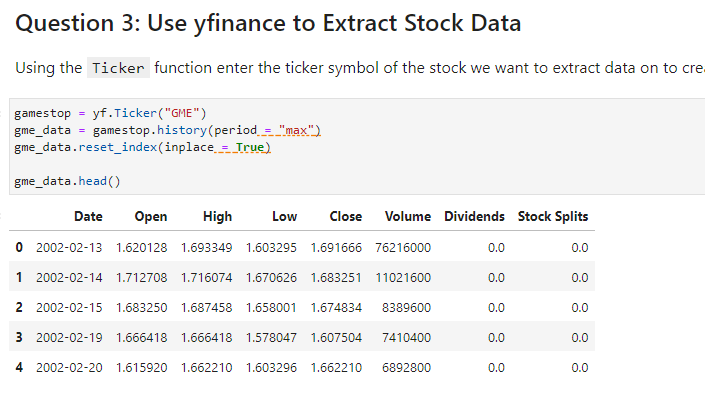 Question 3: Use yfinance to Extract Stock Data
Using the Ticker function enter the ticker symbol of the stock we want to extract data on to cre
gamestop = yf.Ticker("GME")
gme_data = gamestop.history(period = "max")
gme_data.reset_index(inplace = True)
gme_data.head()
Date Open High Low Close Volume Dividends Stock Splits
0 2002-02-13 1.620128 1.693349 1.603295 1.691666 76216000 0.0 0.0
1 2002-02-14 1.712708 1.716074 1.670626 1.683251 11021600 0.0 0.0
2 2002-02-15 1.683250 1.687458 1.658001 1.674834 8389600 0.0 0.0
3 2002-02-19 1.666418 1.666418 1.578047 1.607504 7410400 0.0 0.0
4 2002-02-20 1.615920 1.662210 1.603296 1.662210 6892800 0.0 0.0